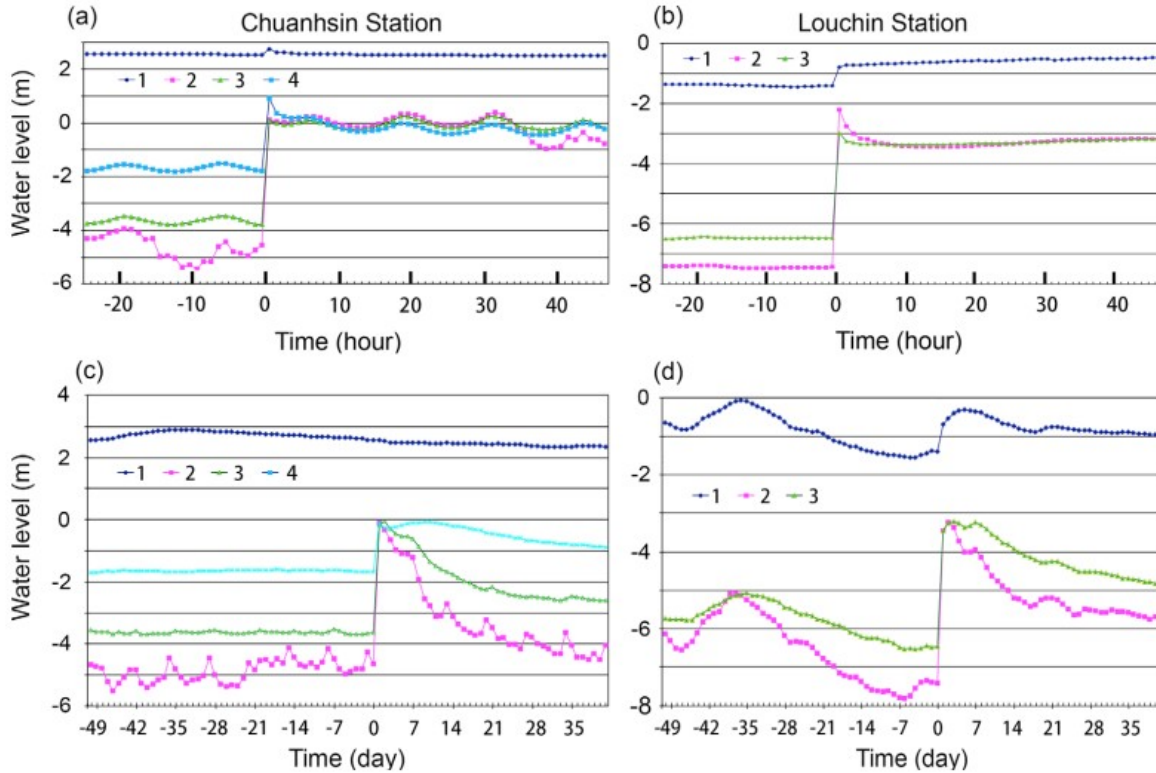 (a) Chuanhsin Station
Water level (m)
2
0
-2
-4
-6
1 2 3 4
-20 -10 0 10 20 30 40
Time (hour)
(b) Louchin Station
0
-2
-4
-6
-8
1 2 3
-20 -10 0 10 20 30 40
Time (hour)
(c)
Water level (m)
4
2
0
-2
-4
-6
1 2 3 4
-49 -42 -35 -28 -21 -14 -7 0 7 14 21 28 35
Time (day)
(d)
0
-2
-4
-6
-8
1 2 3
-49 -42 -35 -28 -21 -14 -7 0 7 14 21 28 35
Time (day)